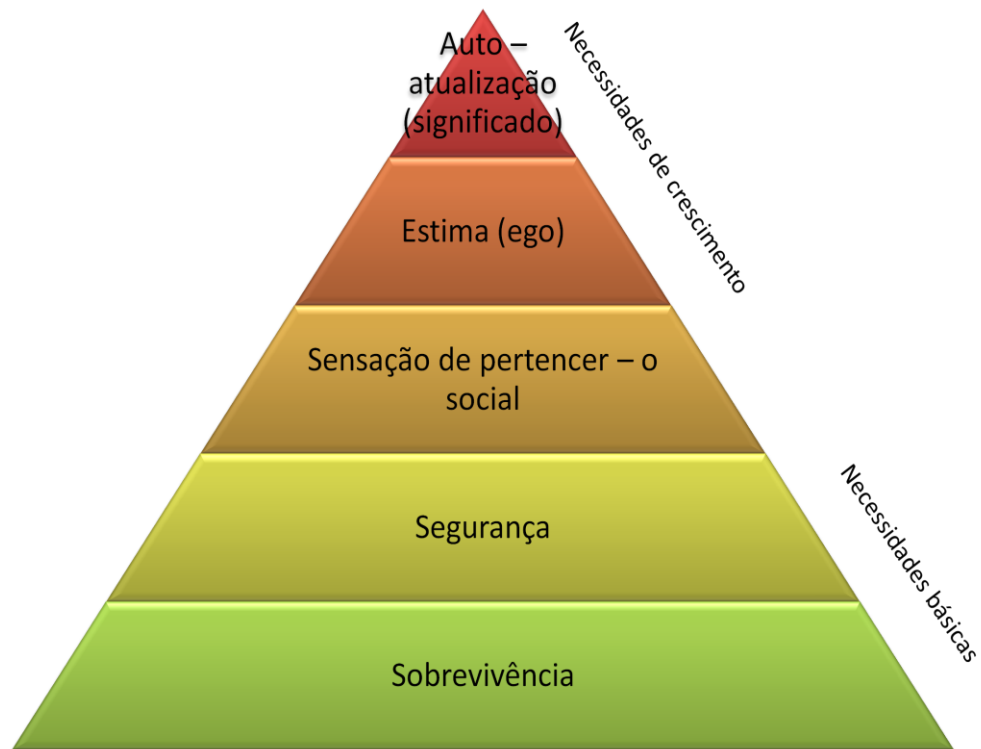 Auto –
atualização
(significado)
Necessidades de crescimento
Estima (ego)
Sensação de pertencer – o
social
Segurança
Necessidades básicas
Sobrevivência